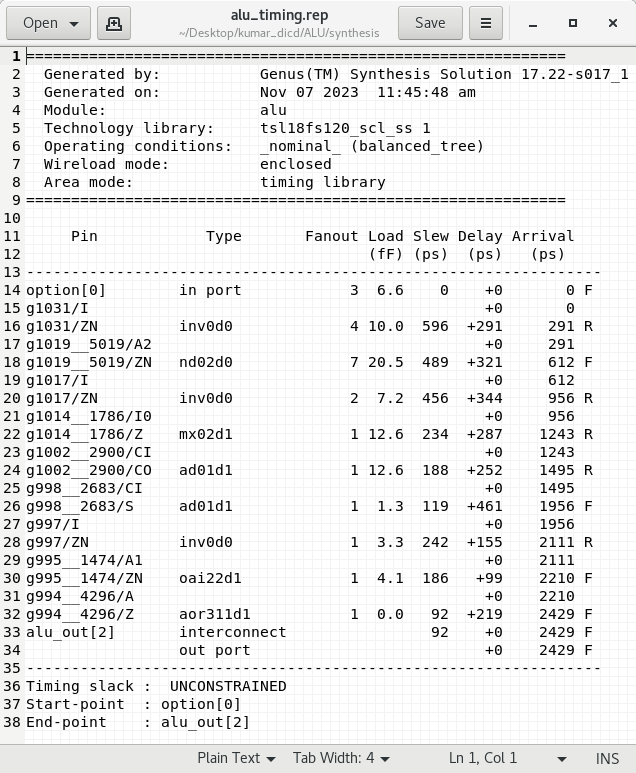 Open
alu_timing.rep
~/Desktop/kumar_dicd/ALU/synthesis
Save
1 ============================================================
2   Generated by:           Genus(TM) Synthesis Solution 17.22-s017_1
3   Generated on:           Nov 07 2023  11:45:48 am
4   Module:                 alu
5   Technology library:     tsl18fs120_scl_ss 1
6   Operating conditions:   _nominal_ (balanced_tree)
7   Wireload mode:          enclosed
8   Area mode:              timing library
9 ============================================================
10
11      Pin            Type       Fanout Load Slew Delay Arrival
12                                       (fF) (ps)  (ps)   (ps)
13 ----------------------------------------------------------------
14 option[0]        in port           3  6.6    0    +0       0 F
15 g1031/I                                           +0       0
16 g1031/ZN         inv0d0            4 10.0  596  +291     291 R
17 g1019__5019/A2                                    +0     291
18 g1019__5019/ZN   nd02d0            7 20.5  489  +321     612 F
19 g1017/I                                           +0     612
20 g1017/ZN         inv0d0            2  7.2  456  +344     956 R
21 g1014__1786/I0                                    +0     956
22 g1014__1786/Z    mx02d1            1 12.6  234  +287    1243 R
23 g1002__2900/CI                                    +0    1243
24 g1002__2900/CO   ad01d1            1 12.6  188  +252    1495 R
25 g998__2683/CI                                     +0    1495
26 g998__2683/S     ad01d1            1  1.3  119  +461    1956 F
27 g997/I                                            +0    1956
28 g997/ZN          inv0d0            1  3.3  242  +155    2111 R
29 g995__1474/A1                                     +0    2111
30 g995__1474/ZN    oai22d1           1  4.1  186   +99    2210 F
31 g994__4296/A                                      +0    2210
32 g994__4296/Z     aor311d1          1  0.0   92  +219    2429 F
33 alu_out[2]       interconnect                92    +0    2429 F
34                  out port                         +0    2429 F
35 ----------------------------------------------------------------
36 Timing slack :  UNCONSTRAINED
37 Start-point  : option[0]
38 End-point    : alu_out[2]
Plain Text   Tab Width: 4   Ln 1, Col 1   INS